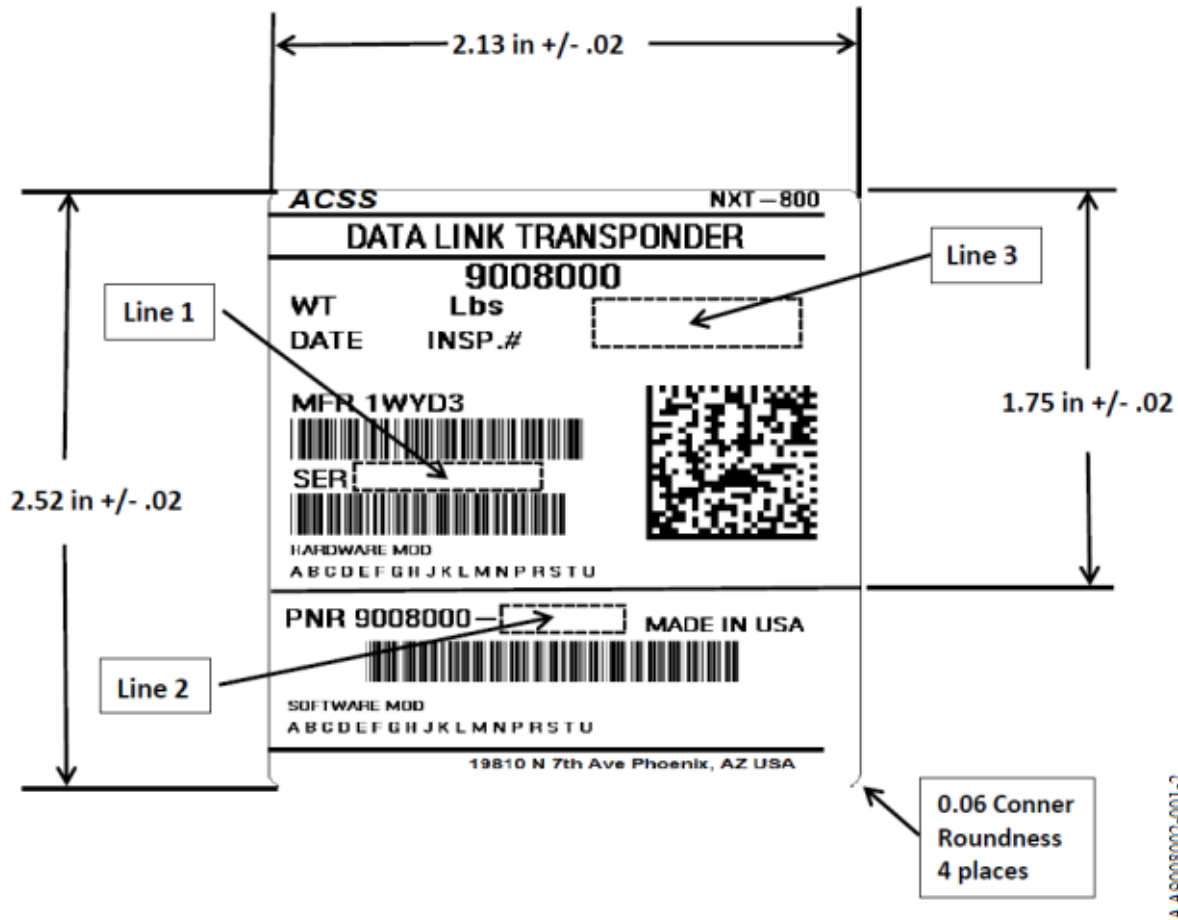 2.13 in +/- .02
ACSS NXT-800
DATA LINK TRANSPONDER
9008000
Line 3
WT Lbs
Line 1
DATE INSP.#
MFR 1WYD3
1.75 in +/- .02
SER
2.52 in +/- .02
HARDWARE MOD
A B C D E F G H J K L M N P R S T U
PNR 9008000-
MADE IN USA
Line 2
SOFTWARE MOD
A B C D E F G H J K L M N P R S T U
19810 N 7th Ave Phoenix, AZ USA
0.06 Conner
Roundness
4 places